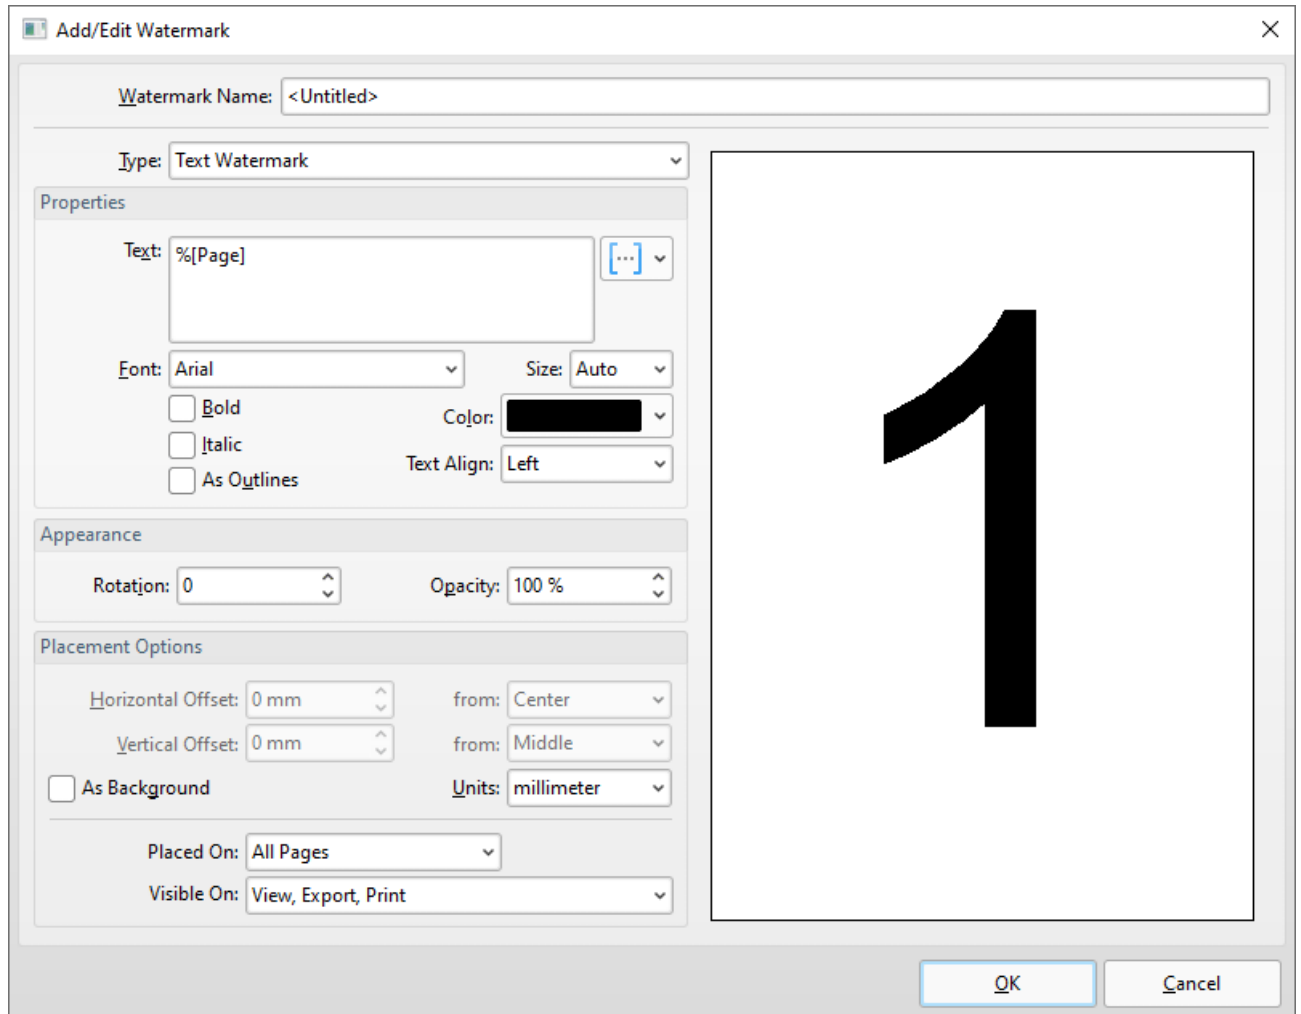 Add/Edit Watermark
Watermark Name: <Untitled>
Type: Text Watermark
Properties
Text: %[Page]
[...]
Font: Arial Size: Auto
Bold Color:
Italic
Text Align: Left
As Outlines
Appearance
Rotation: 0 Opacity: 100 %
Placement Options
Horizontal Offset: 0 mm from: Center
Vertical Offset: 0 mm from: Middle
As Background Units: millimeter
Placed On: All Pages
Visible On: View, Export, Print
1
OK Cancel